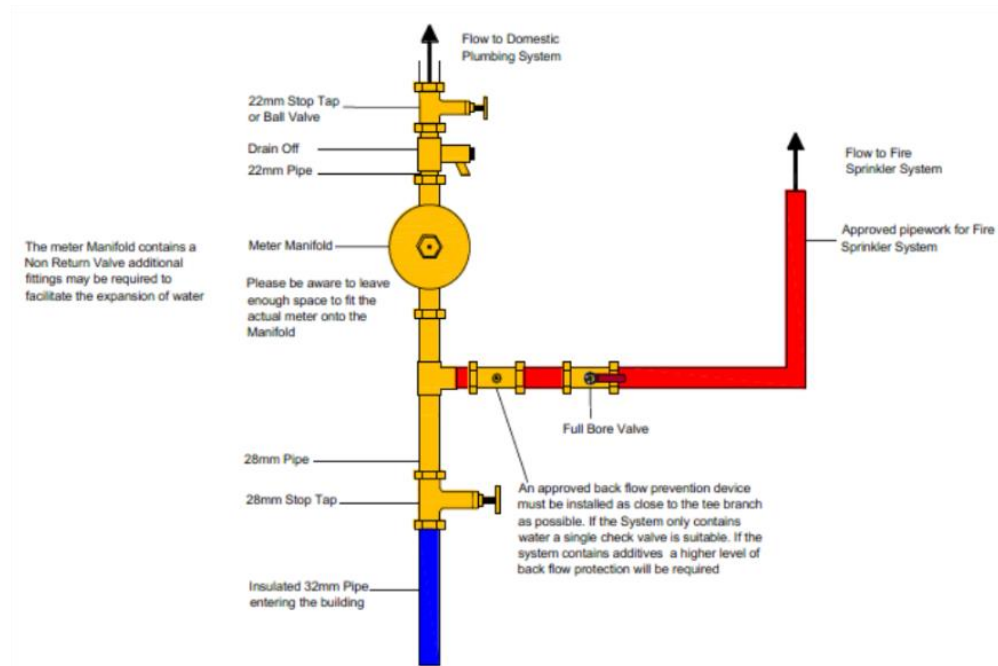 Flow to Domestic
Plumbing System
22mm Stop Tap
or Ball Valve
Drain Off
22mm Pipe
Flow to Fire
Sprinkler System
Approved pipework for Fire
Sprinkler System
The meter Manifold contains a
Non Return Valve additional
fittings may be required to
facilitate the expansion of water
Meter Manifold
Please be aware to leave
enough space to fit the
actual meter onto the
Manifold
Full Bore Valve
28mm Pipe
28mm Stop Tap
An approved back flow prevention device
must be installed as close to the tee branch
as possible. If the System only contains
water a single check valve is suitable. If the
system contains additives a higher level of
back flow protection will be required
Insulated 32mm Pipe
entering the building